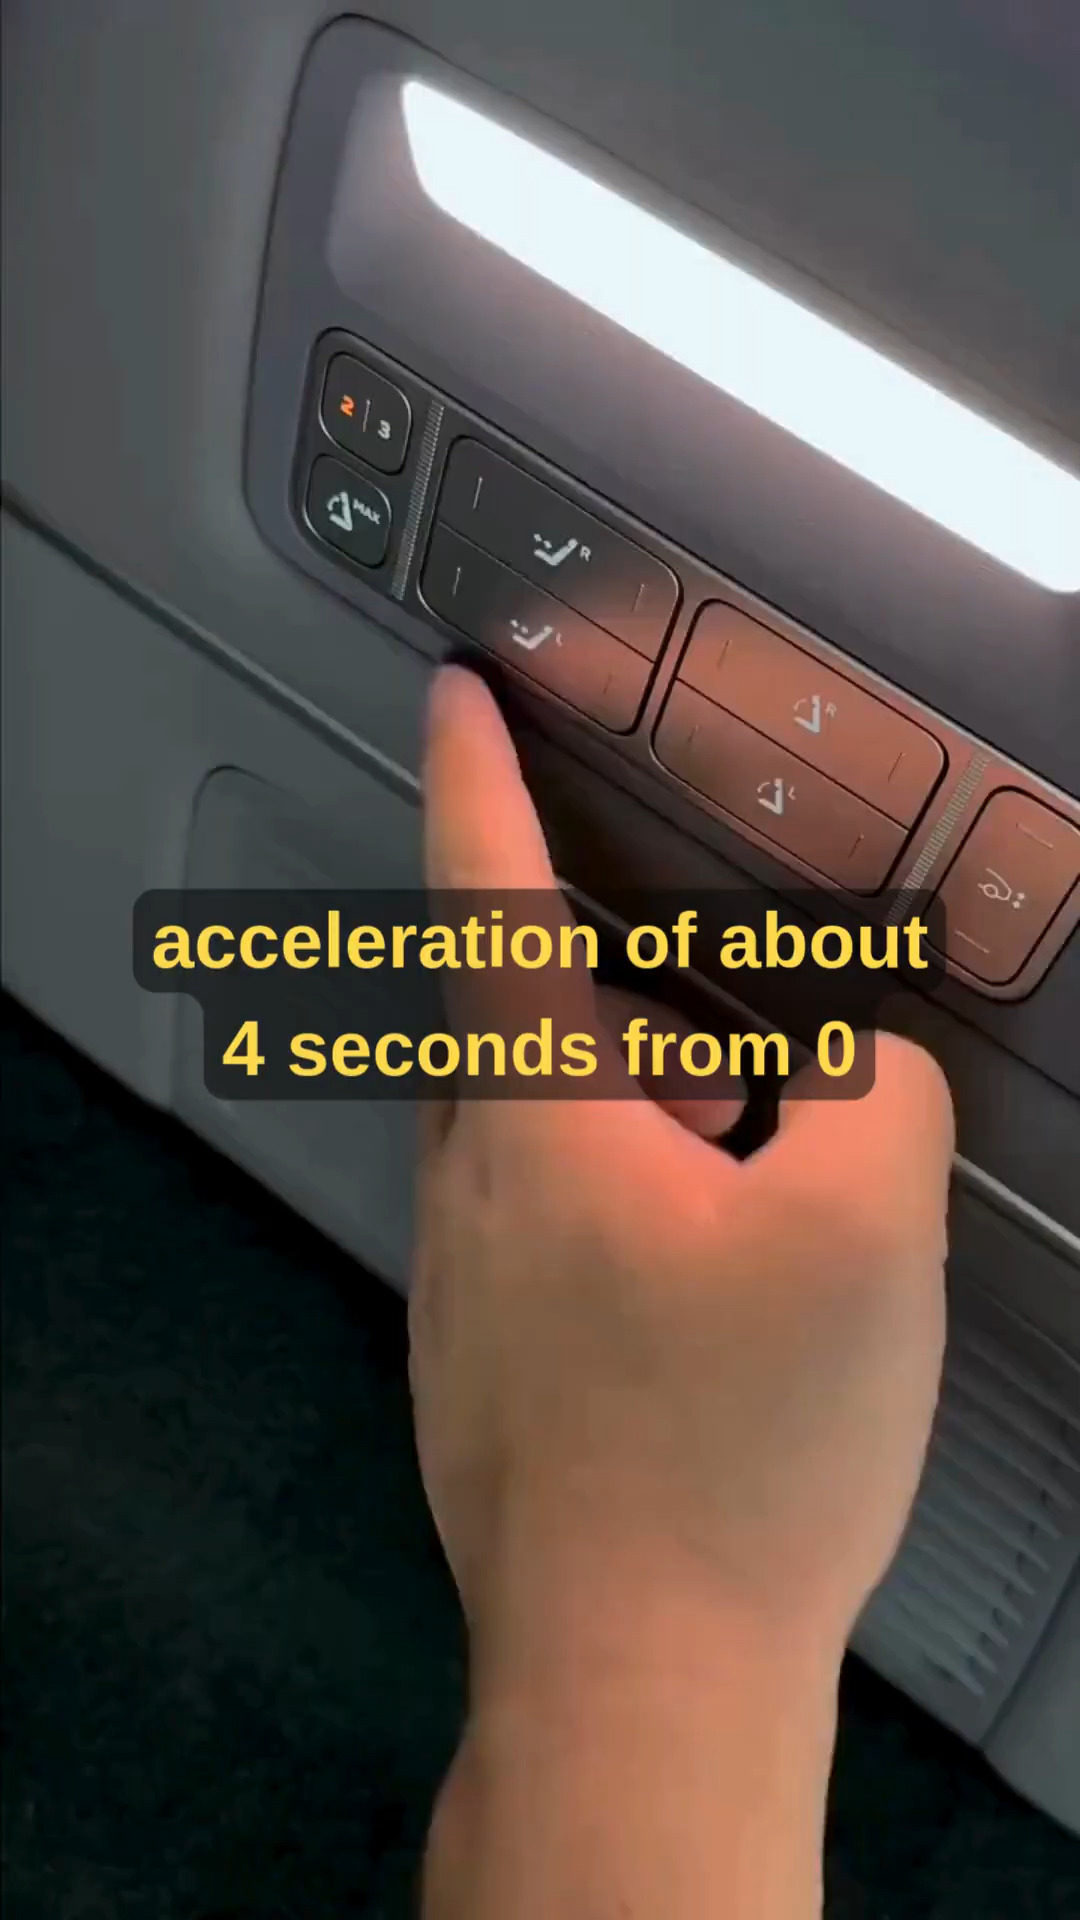 2 3
MAX
R
L
R
L
acceleration of about
4 seconds from 0